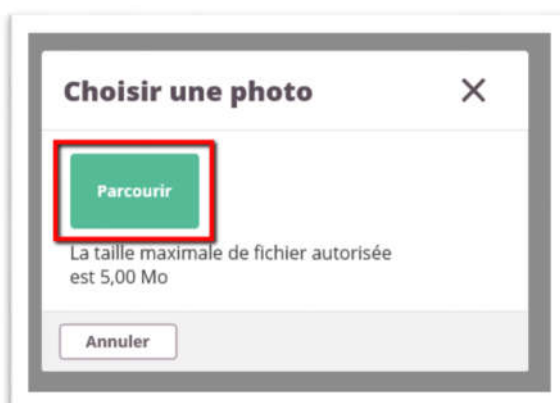 Choisir une photo
Parcourir
La taille maximale de fichier autorisée
est 5,00 Mo
Annuler